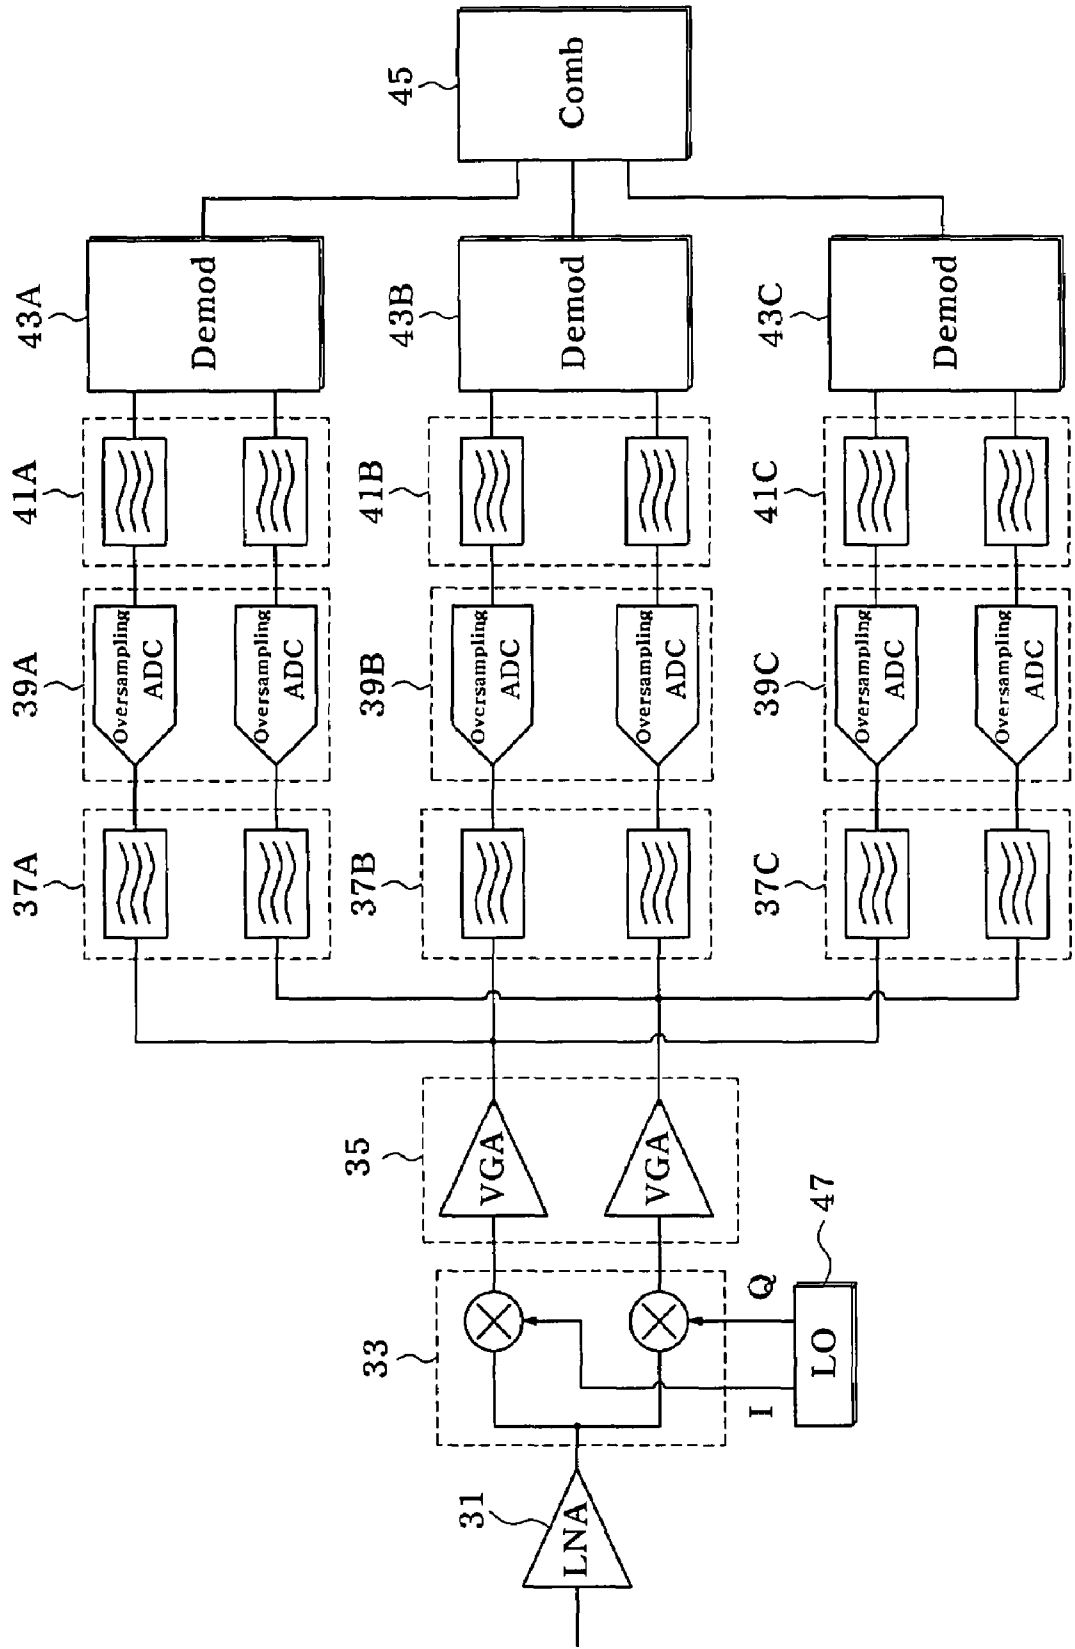 31
LNA
33
I
Q
LO
47
35
VGA
VGA
37A
39A
Oversampling
ADC
Oversampling
ADC
41A
43A
Demod
37B
39B
Oversampling
ADC
Oversampling
ADC
41B
43B
Demod
37C
39C
Oversampling
ADC
Oversampling
ADC
41C
43C
Demod
45
Comb